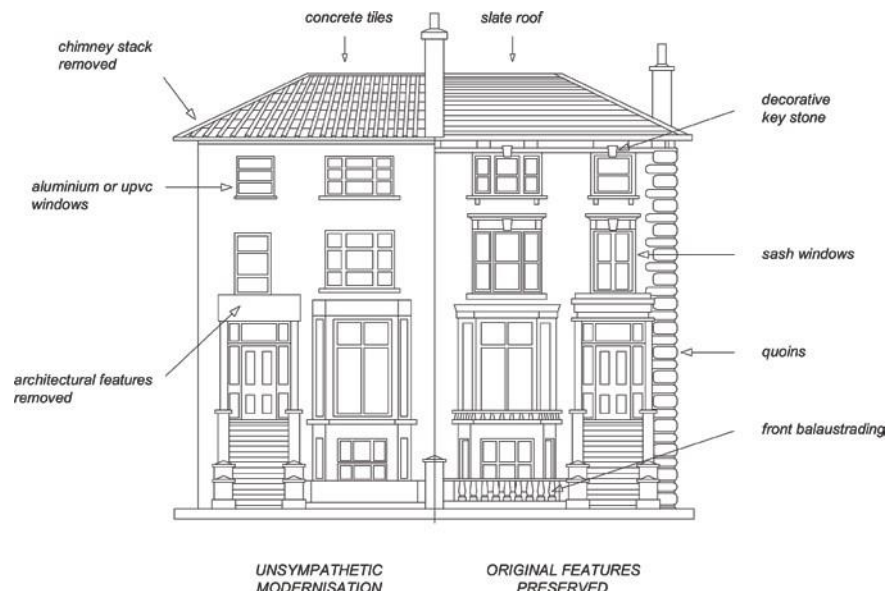 concrete tiles
slate roof
chimney stack
removed
decorative
key stone
aluminium or upvc
windows
sash windows
architectural features
removed
quoins
front balaustrading
UNSYMPATHETIC
MODERNISATION
ORIGINAL FEATURES
PRESERVED